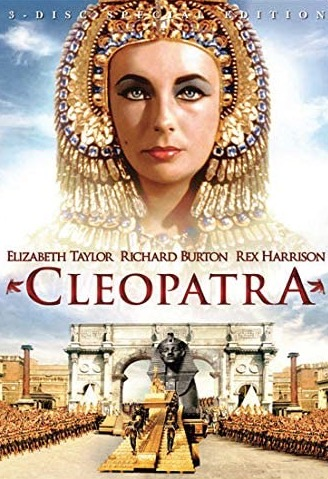 3-DISC SPECIAL EDITION
ELIZABETH TAYLOR RICHARD BURTON REX HARRISON
CLEOPATRA